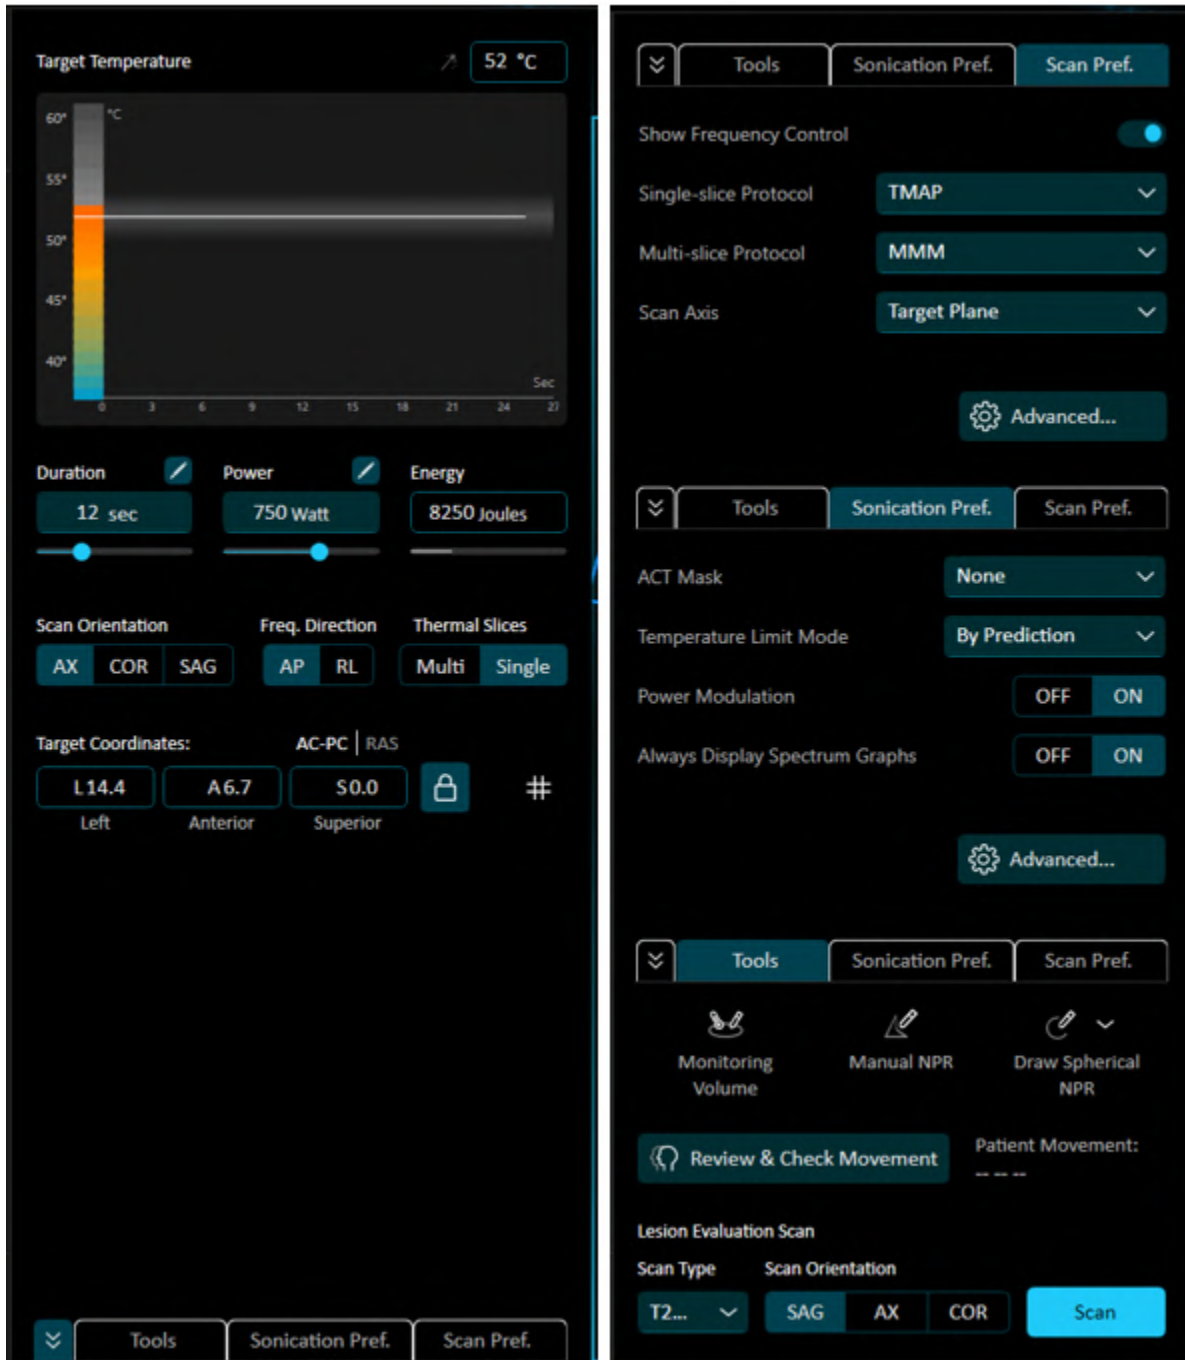 Target Temperature
52 °C
°C
60°
55°
50°
45°
40°
Sec
0 3 6 9 12 15 18 21 24 27
Duration Power Energy
12 sec 750 Watt 8250 Joules
Scan Orientation Freq. Direction Thermal Slices
AX COR SAG AP RL Multi Single
Target Coordinates: AC-PC | RAS
L14.4 A6.7 S0.0 #
Left Anterior Superior
Tools Sonication Pref. Scan Pref.
Tools Sonication Pref. Scan Pref.
Show Frequency Control
Single-slice Protocol TMAP
Multi-slice Protocol MMM
Scan Axis Target Plane
Advanced...
Tools Sonication Pref. Scan Pref.
ACT Mask None
Temperature Limit Mode By Prediction
Power Modulation OFF ON
Always Display Spectrum Graphs OFF ON
Advanced...
Tools Sonication Pref. Scan Pref.
Monitoring Manual NPR Draw Spherical
Volume NPR
Review & Check Movement Patient Movement:
-- -- --
Lesion Evaluation Scan
Scan Type Scan Orientation
T2... SAG AX COR Scan